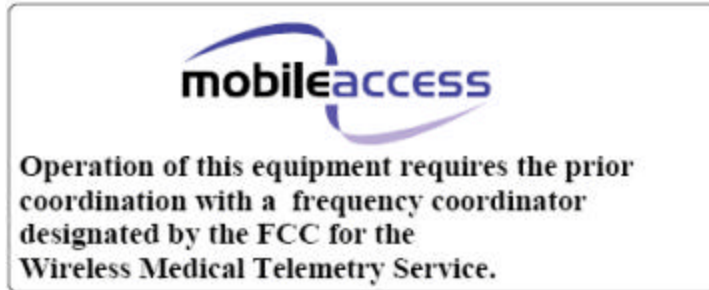 mobileaccess
Operation of this equipment requires the prior
coordination with a frequency coordinator
designated by the FCC for the
Wireless Medical Telemetry Service.